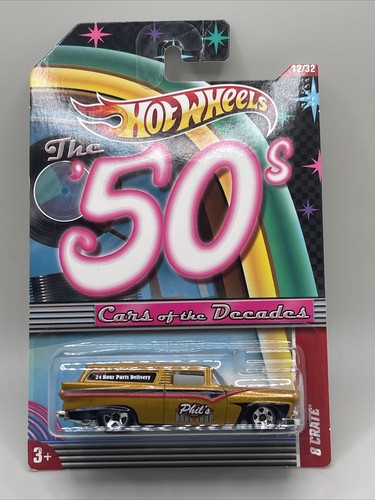 12/32
HOT WHEELS
The
'50s
Cars of the Decades
24 Hour Parts Delivery
Phil's
8 CRATE
3+